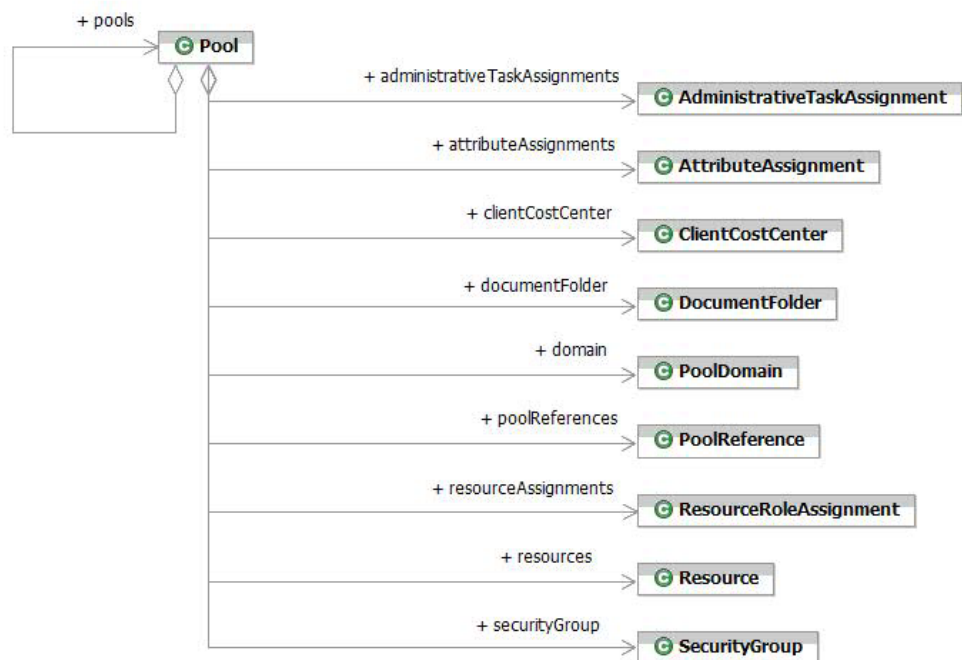 + pools
C Pool
+ administrativeTaskAssignments
C AdministrativeTaskAssignment
+ attributeAssignments
C AttributeAssignment
+ clientCostCenter
C ClientCostCenter
+ documentFolder
C DocumentFolder
+ domain
C PoolDomain
+ poolReferences
C PoolReference
+ resourceAssignments
C ResourceRoleAssignment
+ resources
C Resource
+ securityGroup
C SecurityGroup